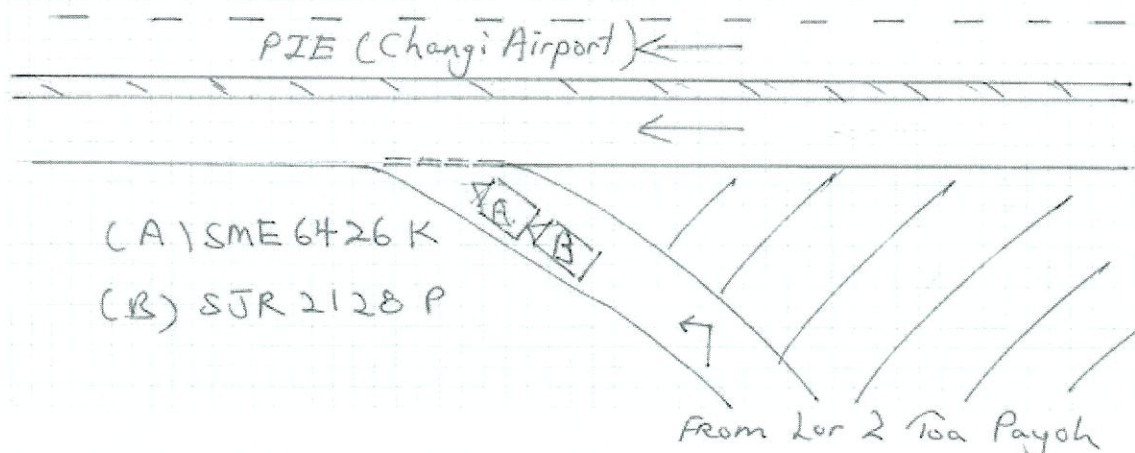 PIE (Changi Airport)
(A) SME 6426 K
(B) SJR 2128 P
A
B
From Lor 2 Toa Payoh